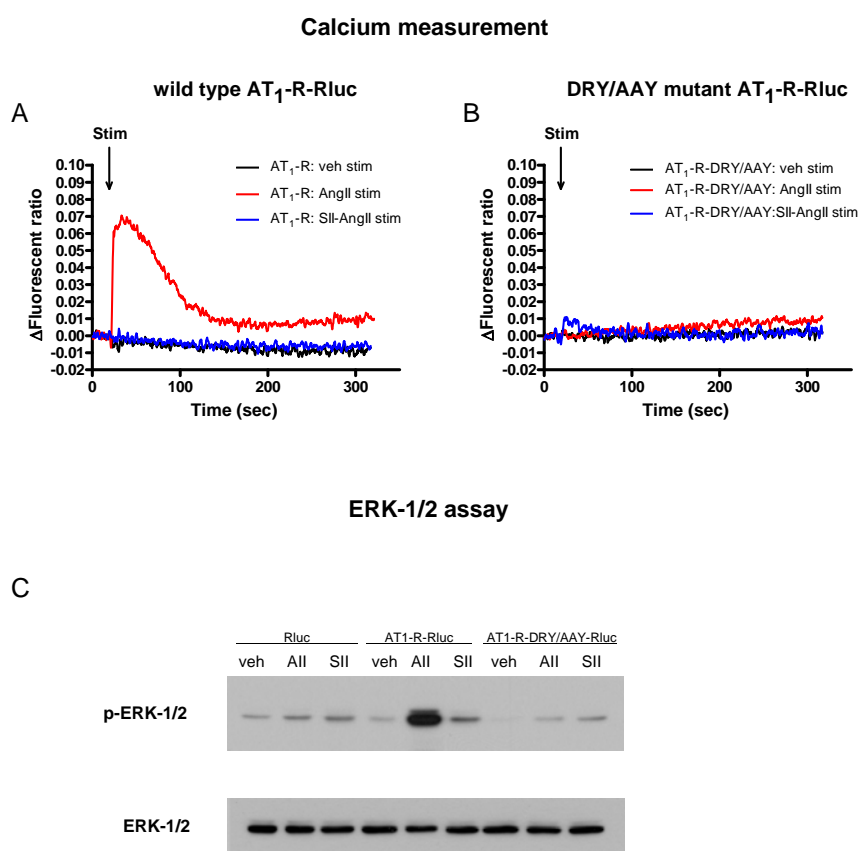 Calcium measurement
wild type AT1-R-Rluc
DRY/AAY mutant AT1-R-Rluc
A
B
Stim
AT1-R: veh stim
AT1-R: AngII stim
AT1-R: SII-AngII stim
0.10
0.09
0.08
0.07
0.06
0.05
0.04
0.03
0.02
0.01
0.00
-0.01
-0.02
ΔFluorescent ratio
0 100 200 300
Time (sec)
Stim
AT1-R-DRY/AAY: veh stim
AT1-R-DRY/AAY: AngII stim
AT1-R-DRY/AAY:SII-AngII stim
0.10
0.09
0.08
0.07
0.06
0.05
0.04
0.03
0.02
0.01
0.00
-0.01
-0.02
ΔFluorescent ratio
0 100 200 300
Time (sec)
ERK-1/2 assay
C
Rluc AT1-R-Rluc AT1-R-DRY/AAY-Rluc
veh AII SII veh AII SII veh AII SII
p-ERK-1/2
ERK-1/2